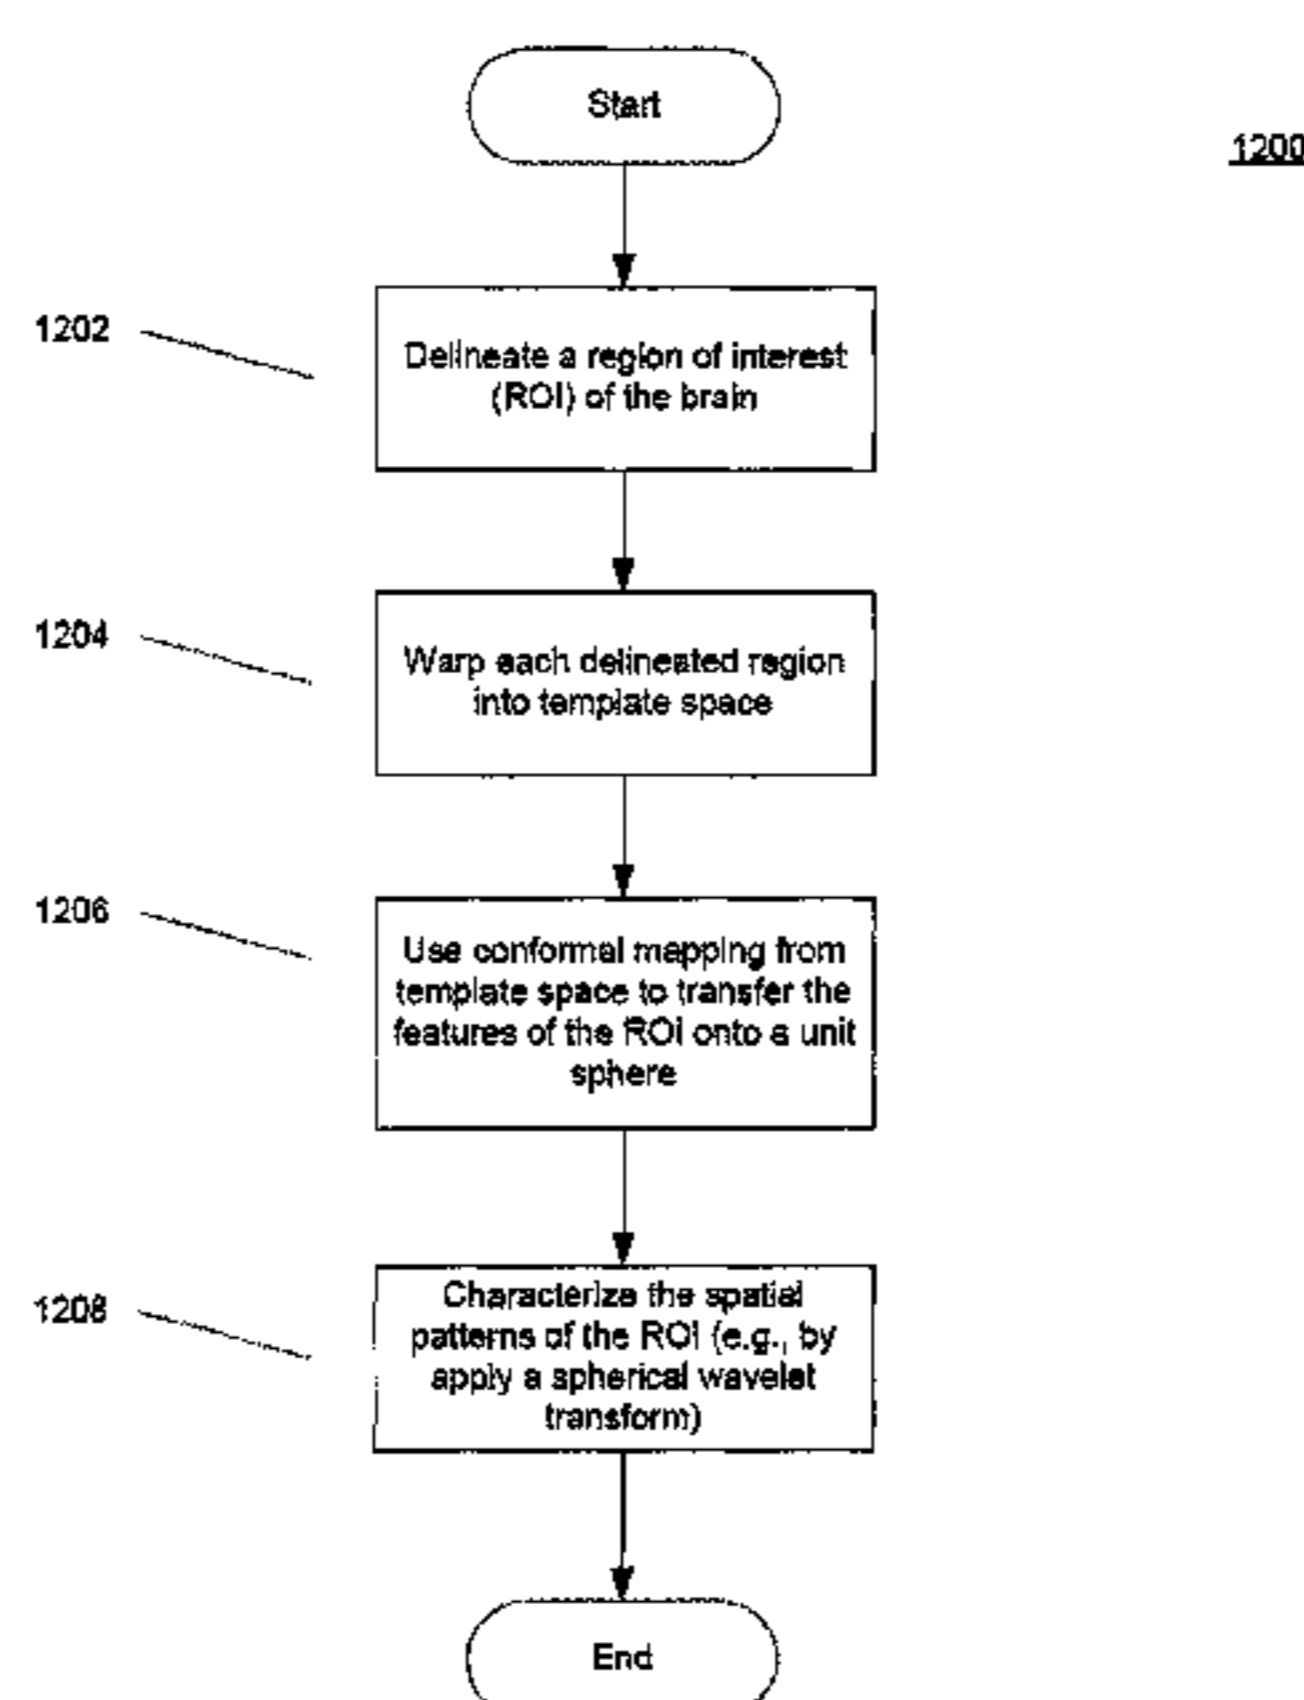 Start
1200
1202
Delineate a region of interest
(ROI) of the brain
1204
Warp each delineated region
into template space
1206
Use conformal mapping from
template space to transfer the
features of the ROI onto a unit
sphere
1208
Characterize the spatial
patterns of the ROI (e.g., by
apply a spherical wavelet
transform)
End